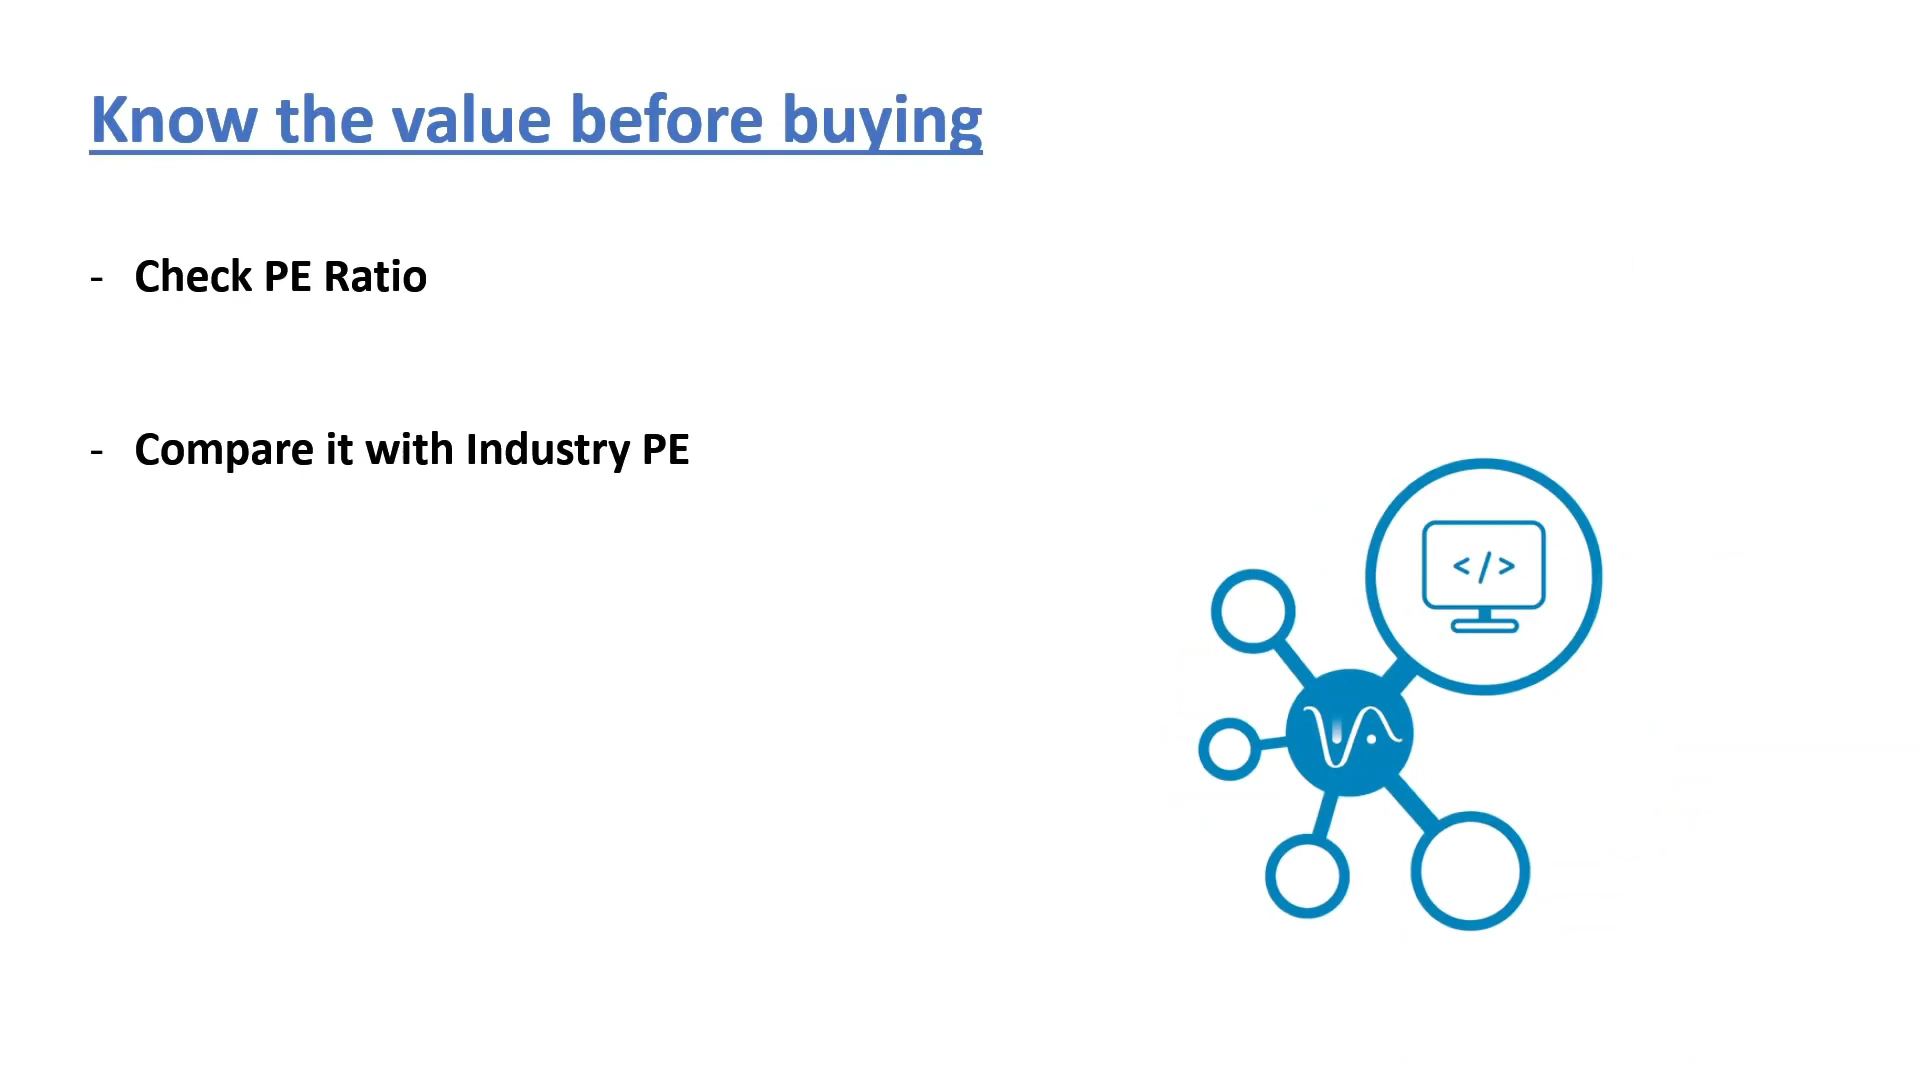 Know the value before buying
- Check PE Ratio
- Compare it with Industry PE
</>